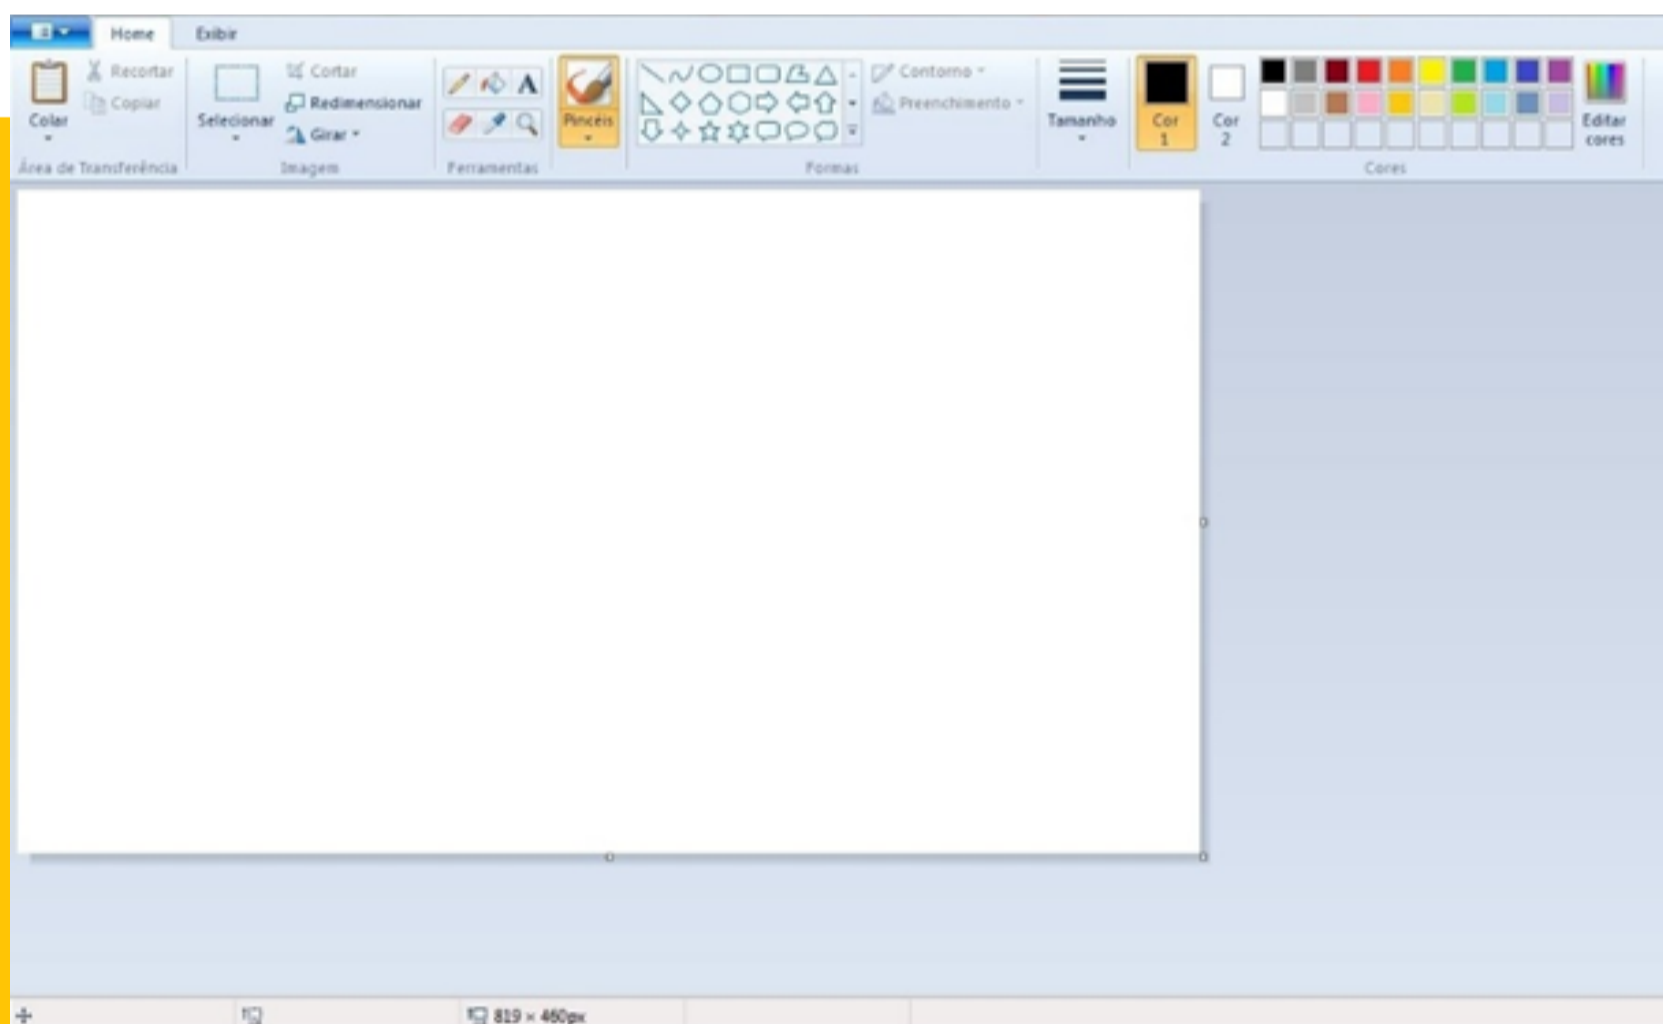 Home Exibir
Colar
Recortar
Copiar
Área de Transferência
Selecionar
Cortar
Redimensionar
Girar
Imagem
A
Ferramentas
Pincéis
Formas
Contorno
Preenchimento
Tamanho
Cor
1
Cor
2
Editar
cores
Cores
819 × 460px